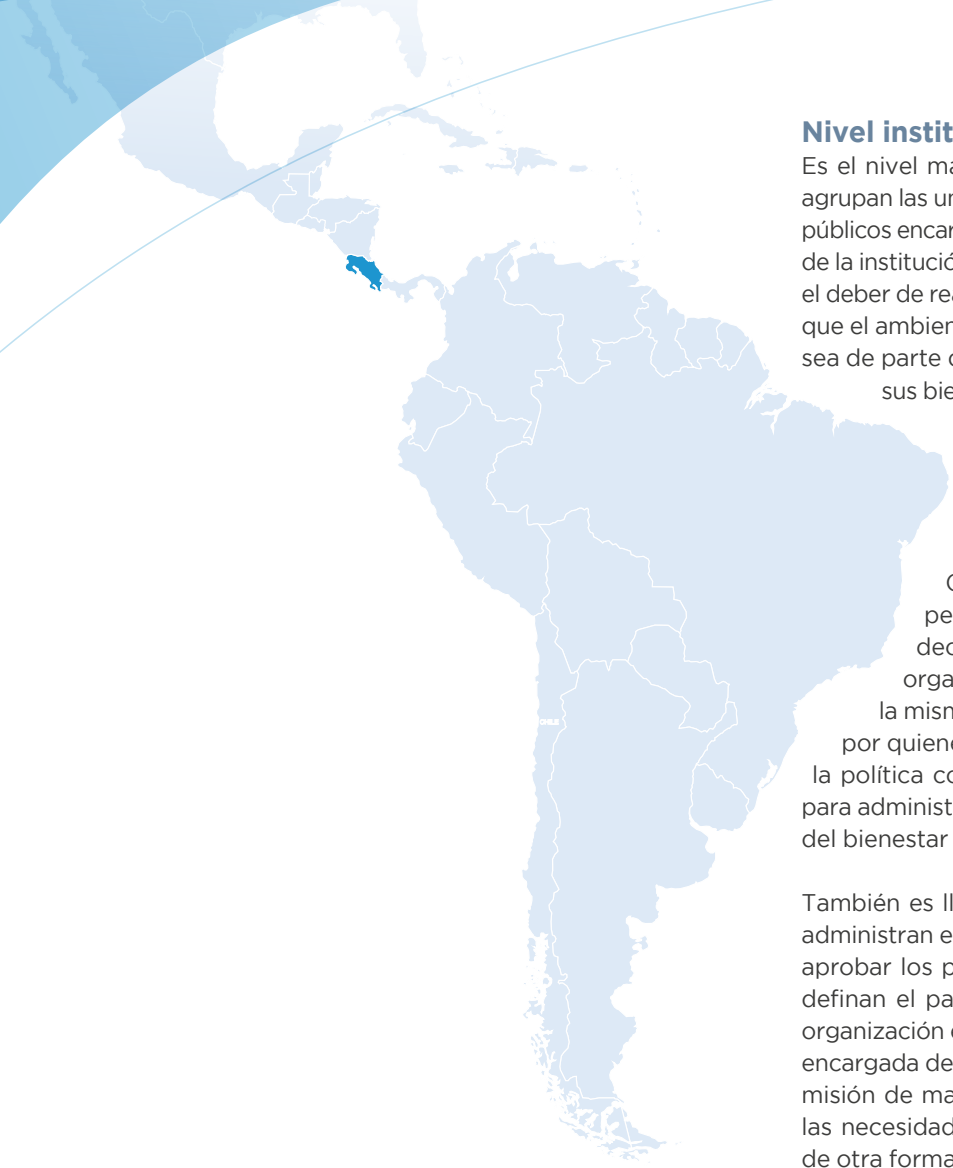 Nivel instit
Es el nivel má
agrupan las un
públicos encar
de la institució
el deber de rea
que el ambien
sea de parte d
sus bie
pe
dec
orga
la mism
por quiene
la política co
para administ
del bienestar
También es ll
administran e
aprobar los p
definan el pa
organización
encargada de
misión de ma
las necesidad
de otra forma
CHILE